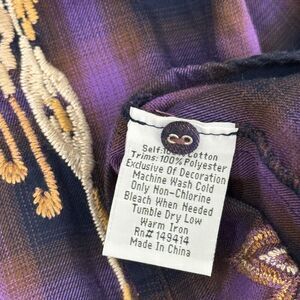 Self: 100% Cotton
Trims: 100% Polyester
Exclusive Of Decoration
Machine Wash Cold
Only Non-Chlorine
Bleach When Needed
Tumble Dry Low
Warm Iron
Rn# 149414
Made In China